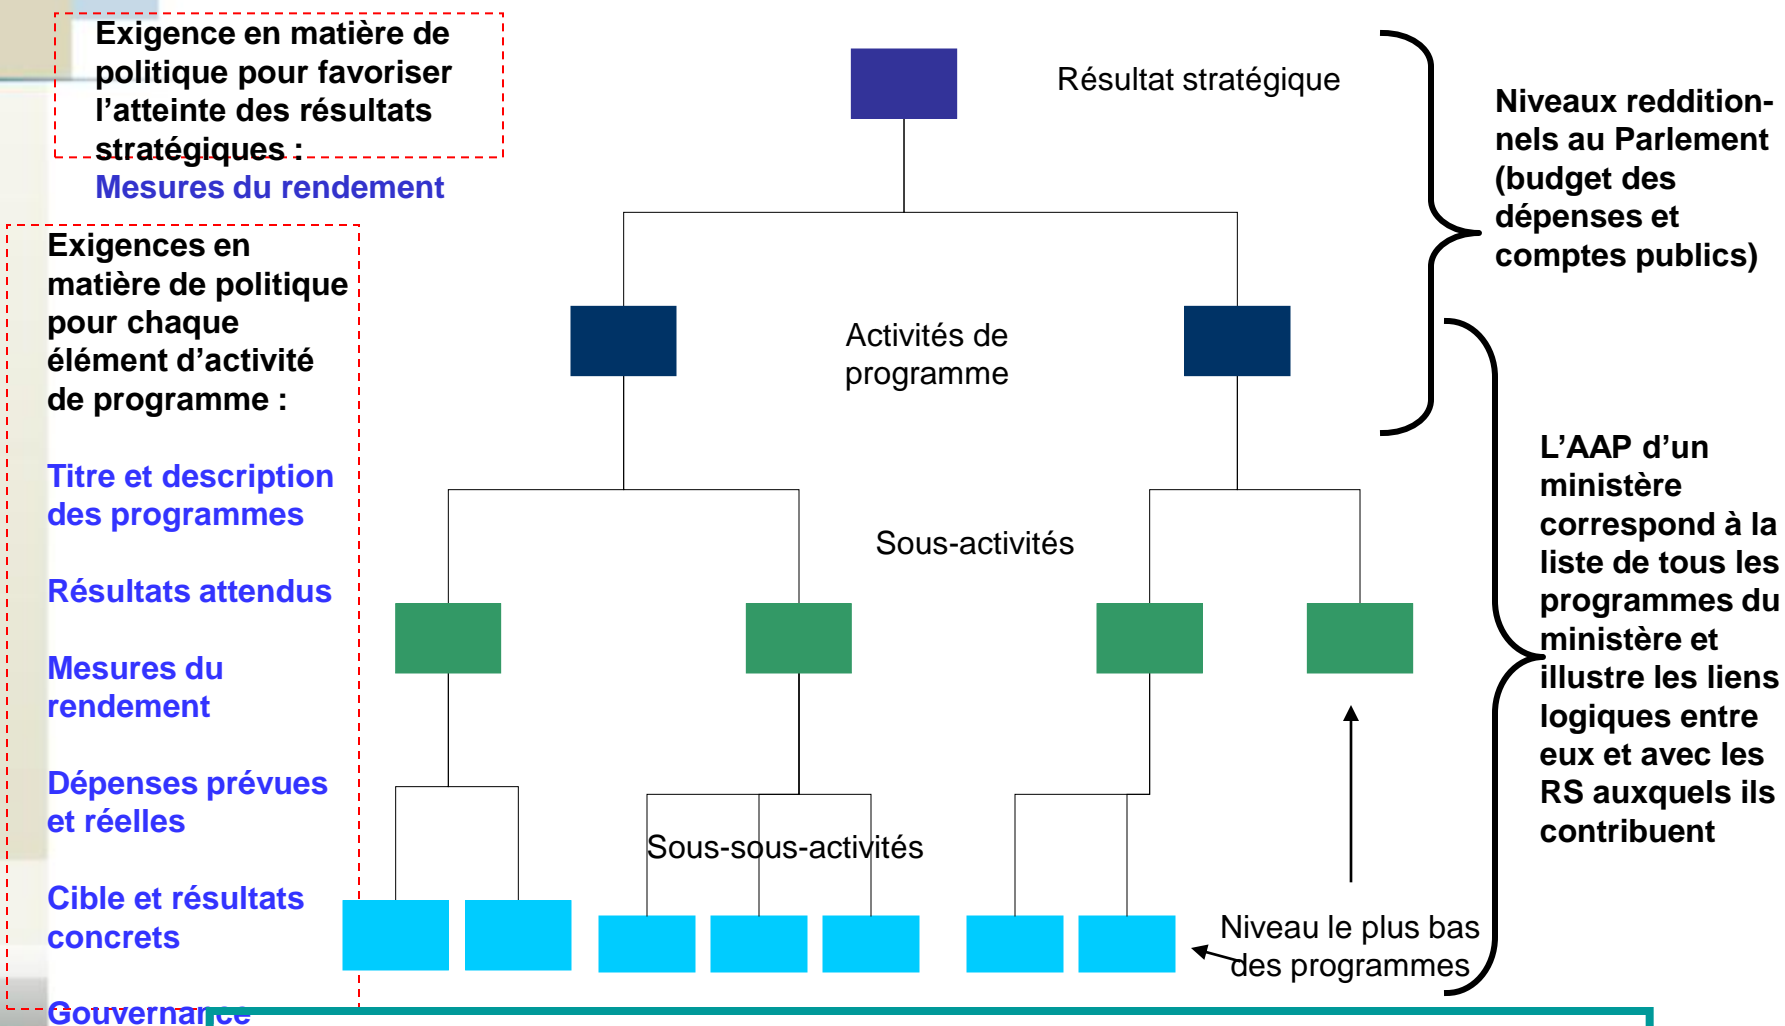 Exigence en matière de
politique pour favoriser
l’atteinte des résultats
stratégiques :
Mesures du rendement
Exigences en
matière de politique
pour chaque
élément d’activité
de programme :
Titre et description
des programmes
Résultats attendus
Mesures du
rendement
Dépenses prévues
et réelles
Cible et résultats
concrets
Gouvernance
Résultat stratégique
Activités de
programme
Sous-activités
Sous-sous-activités
Niveau le plus bas
des programmes
Niveaux reddition-
nels au Parlement
(budget des
dépenses et
comptes publics)
L’AAP d’un
ministère
correspond à la
liste de tous les
programmes du
ministère et
illustre les liens
logiques entre
eux et avec les
RS auxquels ils
contribuent